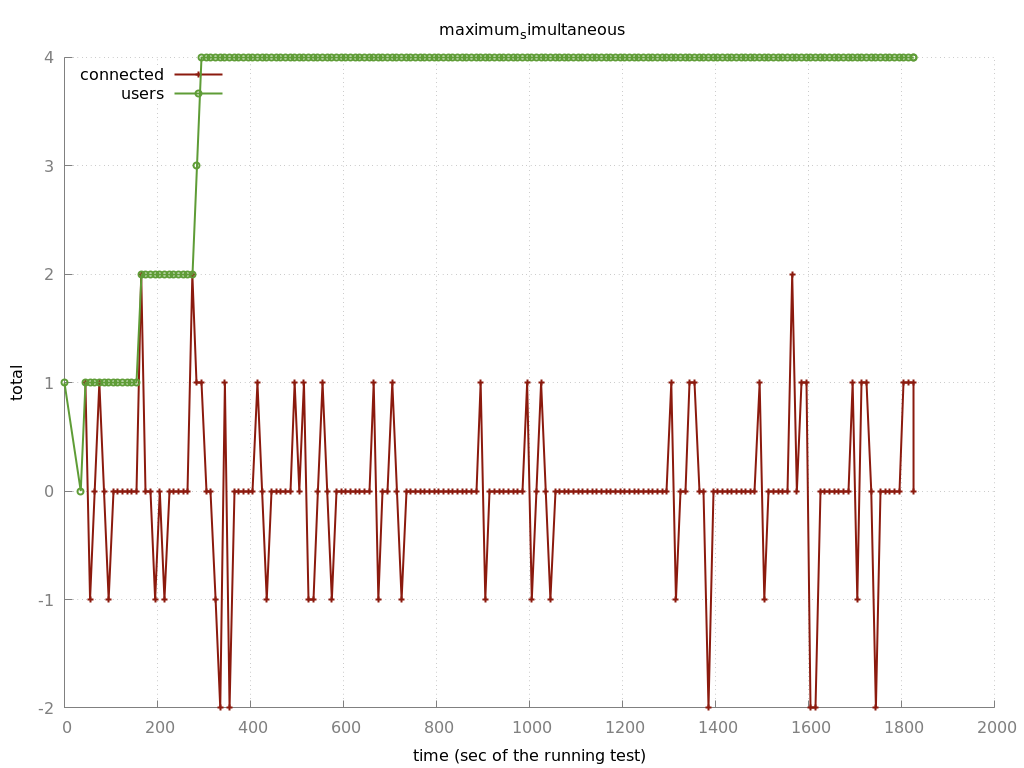 maximumsimultaneous
connected
users
4
3
2
1
0
-1
-2
total
0 200 400 600 800 1000 1200 1400 1600 1800 2000
time (sec of the running test)